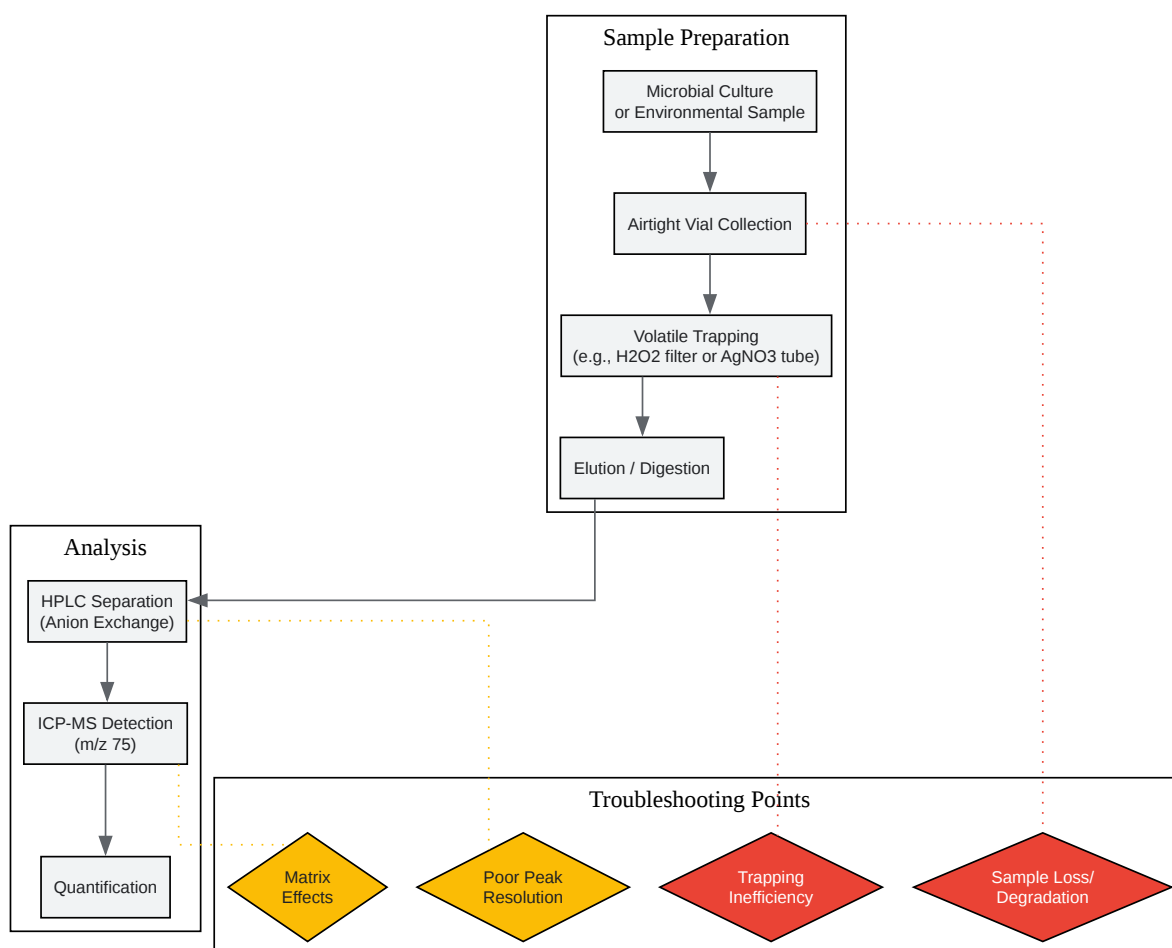 Sample Preparation
Microbial Culture
or Environmental Sample
Airtight Vial Collection
Volatile Trapping
(e.g., H2O2 filter or AgNO3 tube)
Elution / Digestion
Analysis
HPLC Separation
(Anion Exchange)
ICP-MS Detection
(m/z 75)
Quantification
Troubleshooting Points
Matrix
Effects
Poor Peak
Resolution
Trapping
Inefficiency
Sample Loss/
Degradation